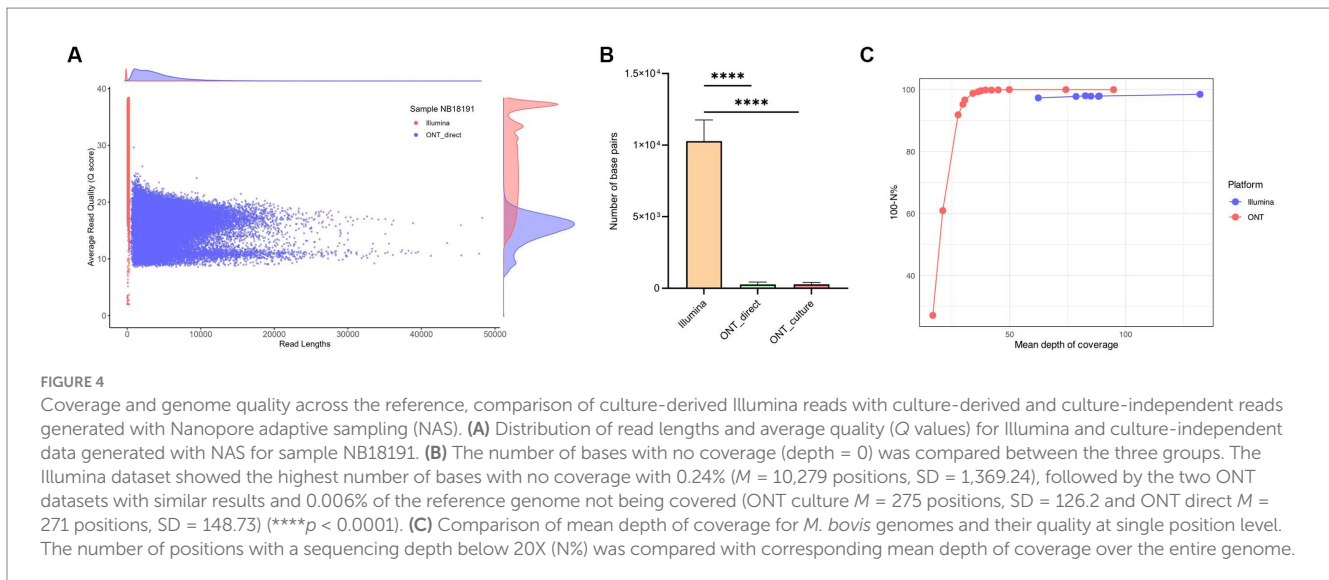 A
B
C
40
30
20
10
0
Average Read Quality (Q score)
0
10000
20000
30000
40000
50000
Read Lengths
Sample NB18191
Illumina
ONT_direct
1.5×10⁴
1×10⁴
5×10³
0
Number of base pairs
****
****
Illumina
ONT_direct
ONT_culture
100
80
60
40
100-N%
50
100
Mean depth of coverage
Platform
Illumina
ONT
FIGURE 4
Coverage and genome quality across the reference, comparison of culture-derived Illumina reads with culture-derived and culture-independent reads
generated with Nanopore adaptive sampling (NAS). (A) Distribution of read lengths and average quality (Q values) for Illumina and culture-independent
data generated with NAS for sample NB18191. (B) The number of bases with no coverage (depth = 0) was compared between the three groups. The
Illumina dataset showed the highest number of bases with no coverage with 0.24% (M = 10,279 positions, SD = 1,369.24), followed by the two ONT
datasets with similar results and 0.006% of the reference genome not being covered (ONT culture M = 275 positions, SD = 126.2 and ONT direct M =
271 positions, SD = 148.73) (****p < 0.0001). (C) Comparison of mean depth of coverage for M. bovis genomes and their quality at single position level.
The number of positions with a sequencing depth below 20X (N%) was compared with corresponding mean depth of coverage over the entire genome.